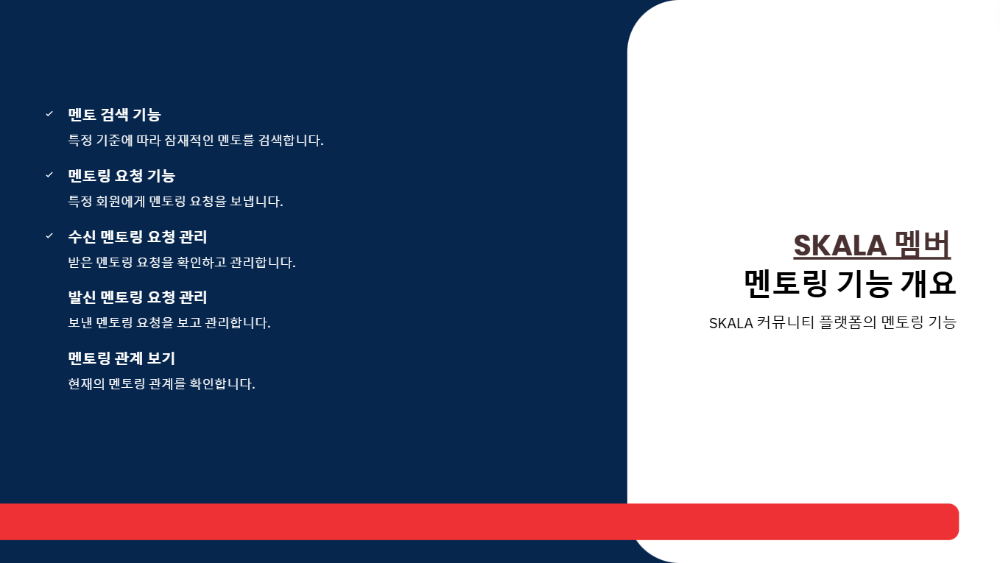 멘토 검색 기능
특정 기준에 따라 잠재적인 멘토를 검색합니다.
멘토링 요청 기능
특정 회원에게 멘토링 요청을 보냅니다.
수신 멘토링 요청 관리
받은 멘토링 요청을 확인하고 관리합니다.
발신 멘토링 요청 관리
보낸 멘토링 요청을 보고 관리합니다.
멘토링 관계 보기
현재의 멘토링 관계를 확인합니다.
SKALA 멤버
멘토링 기능 개요
SKALA 커뮤니티 플랫폼의 멘토링 기능